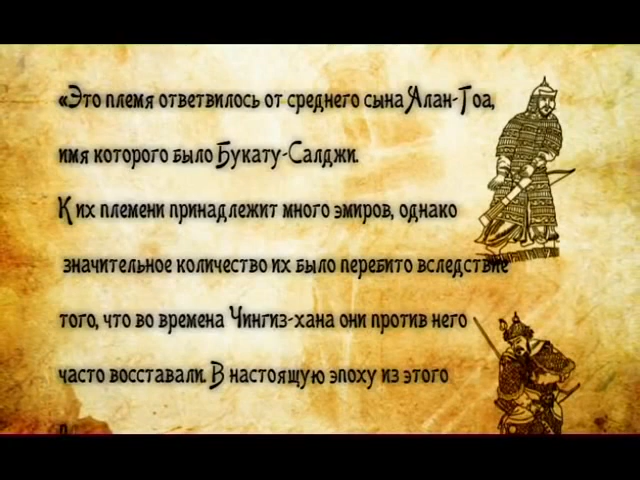 «Это племя ответвилось от среднего сына Алан-Гоа,
имя которого было Букату-Салджи.
К их племени принадлежит много эмиров, однако
значительное количество их было перебито вследствие
того, что во времена Чингиз-хана они против него
часто восставали. В настоящую эпоху из этого